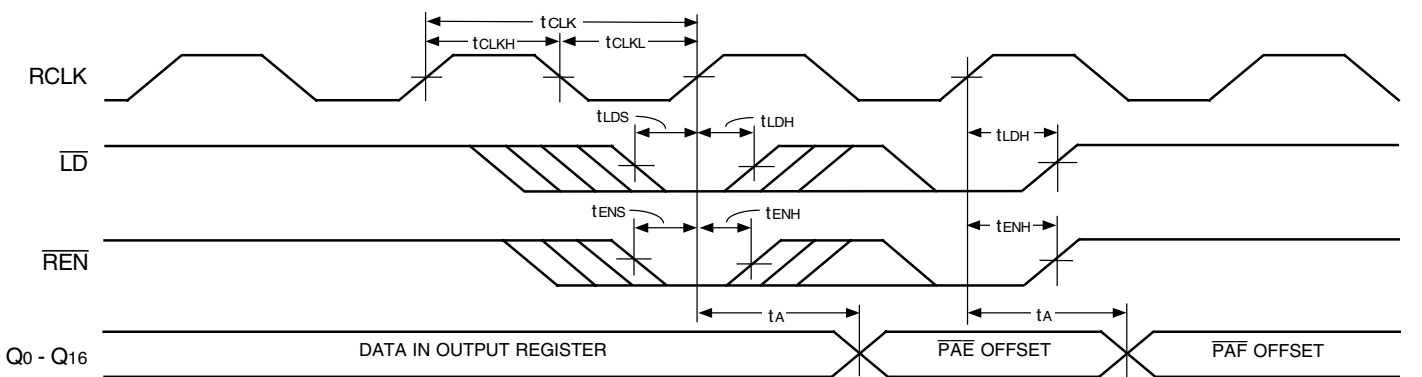 tCLK
tCLKH
tCLKL
RCLK
tLDS
tLDH
tLDH
LD
tENS
tENH
tENH
REN
tA
tA
Q0 - Q16
DATA IN OUTPUT REGISTER
PAE OFFSET
PAF OFFSET